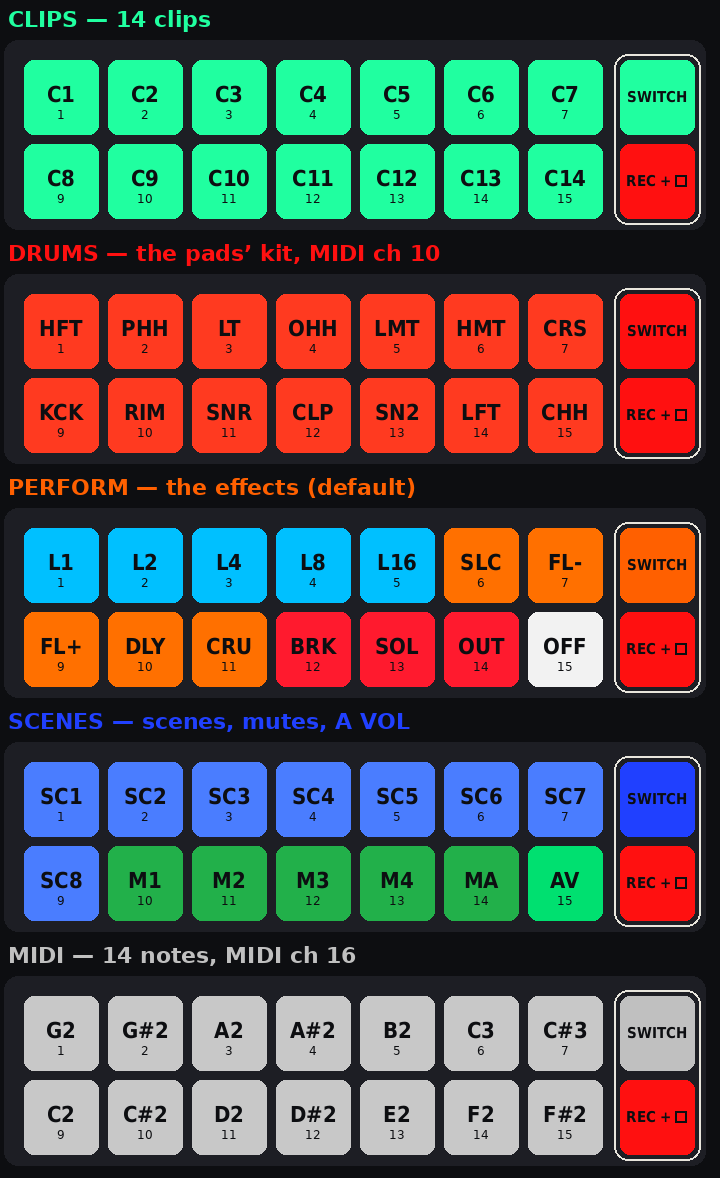 CLIPS — 14 clips
C1 C2 C3 C4 C5 C6 C7 SWITCH
1 2 3 4 5 6 7
C8 C9 C10 C11 C12 C13 C14 REC + □
9 10 11 12 13 14 15
DRUMS — the pads’ kit, MIDI ch 10
HFT PHH LT OHH LMT HMT CRS SWITCH
1 2 3 4 5 6 7
KCK RIM SNR CLP SN2 LFT CHH REC + □
9 10 11 12 13 14 15
PERFORM — the effects (default)
L1 L2 L4 L8 L16 SLC FL- SWITCH
1 2 3 4 5 6 7
FL+ DLY CRU BRK SOL OUT OFF REC + □
9 10 11 12 13 14 15
SCENES — scenes, mutes, A VOL
SC1 SC2 SC3 SC4 SC5 SC6 SC7 SWITCH
1 2 3 4 5 6 7
SC8 M1 M2 M3 M4 MA AV REC + □
9 10 11 12 13 14 15
MIDI — 14 notes, MIDI ch 16
G2 G#2 A2 A#2 B2 C3 C#3 SWITCH
1 2 3 4 5 6 7
C2 C#2 D2 D#2 E2 F2 F#2 REC + □
9 10 11 12 13 14 15